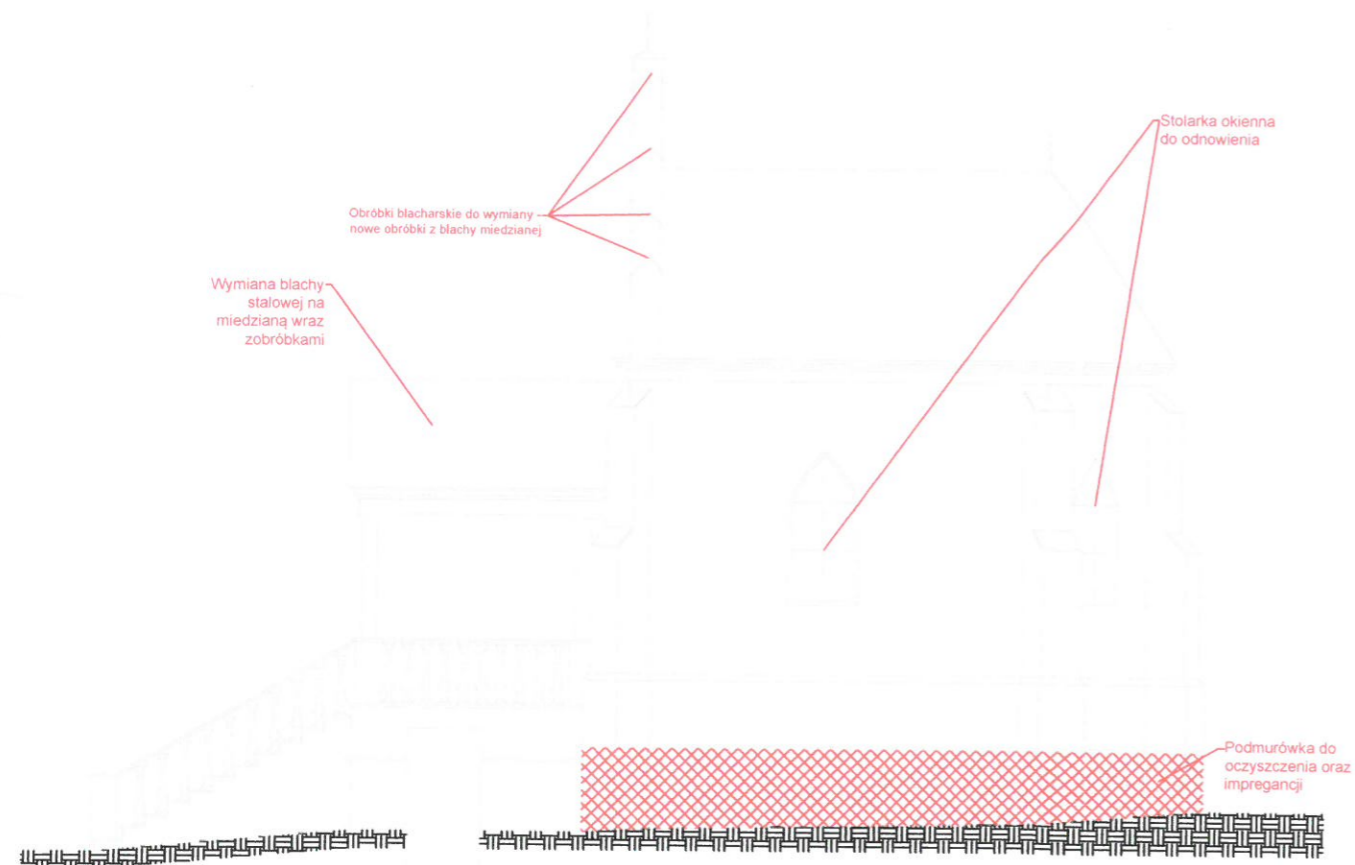 Stolarka okienna
do odnowienia
Obróbki blacharskie do wymiany
nowe obróbki z blachy miedzianej
Wymiana blachy
stalowej na
miedzianą wraz
zobróbkami
Podmurówka do
oczyszczenia oraz
impregancji